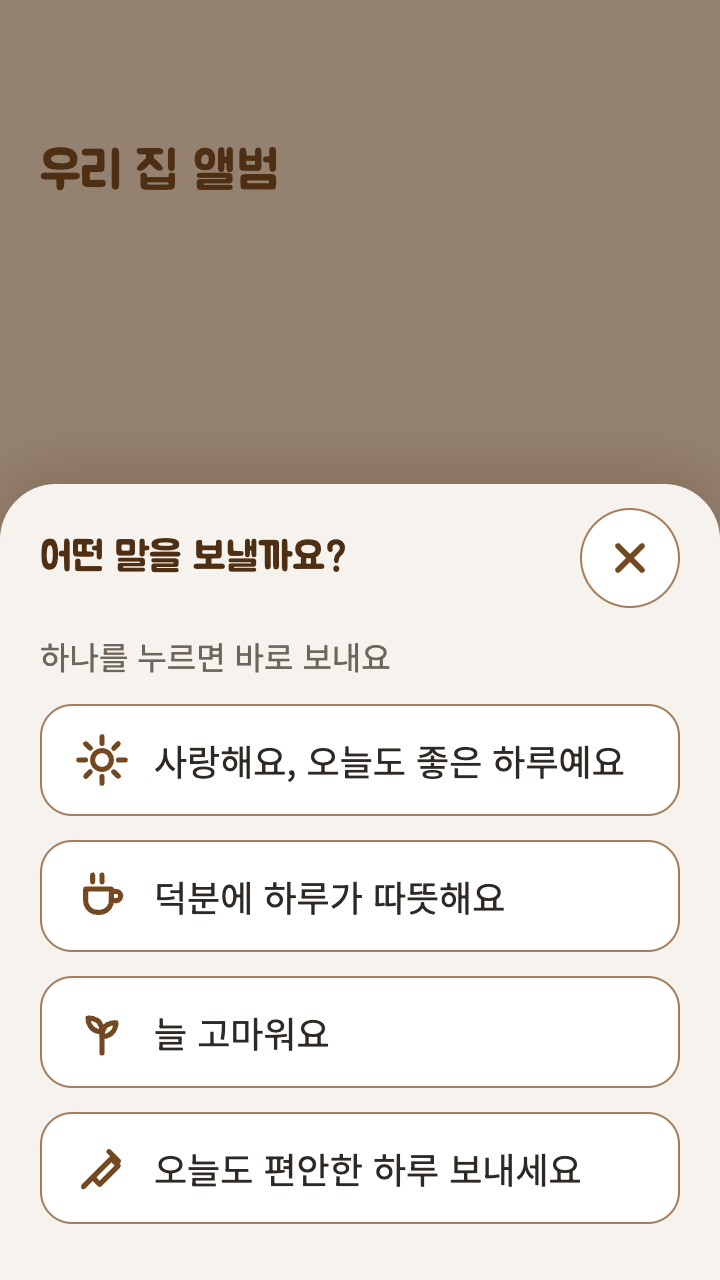 우리 집 앨범
어떤 말을 보낼까요?
하나를 누르면 바로 보내요
사랑해요, 오늘도 좋은 하루예요
덕분에 하루가 따뜻해요
늘 고마워요
오늘도 편안한 하루 보내세요